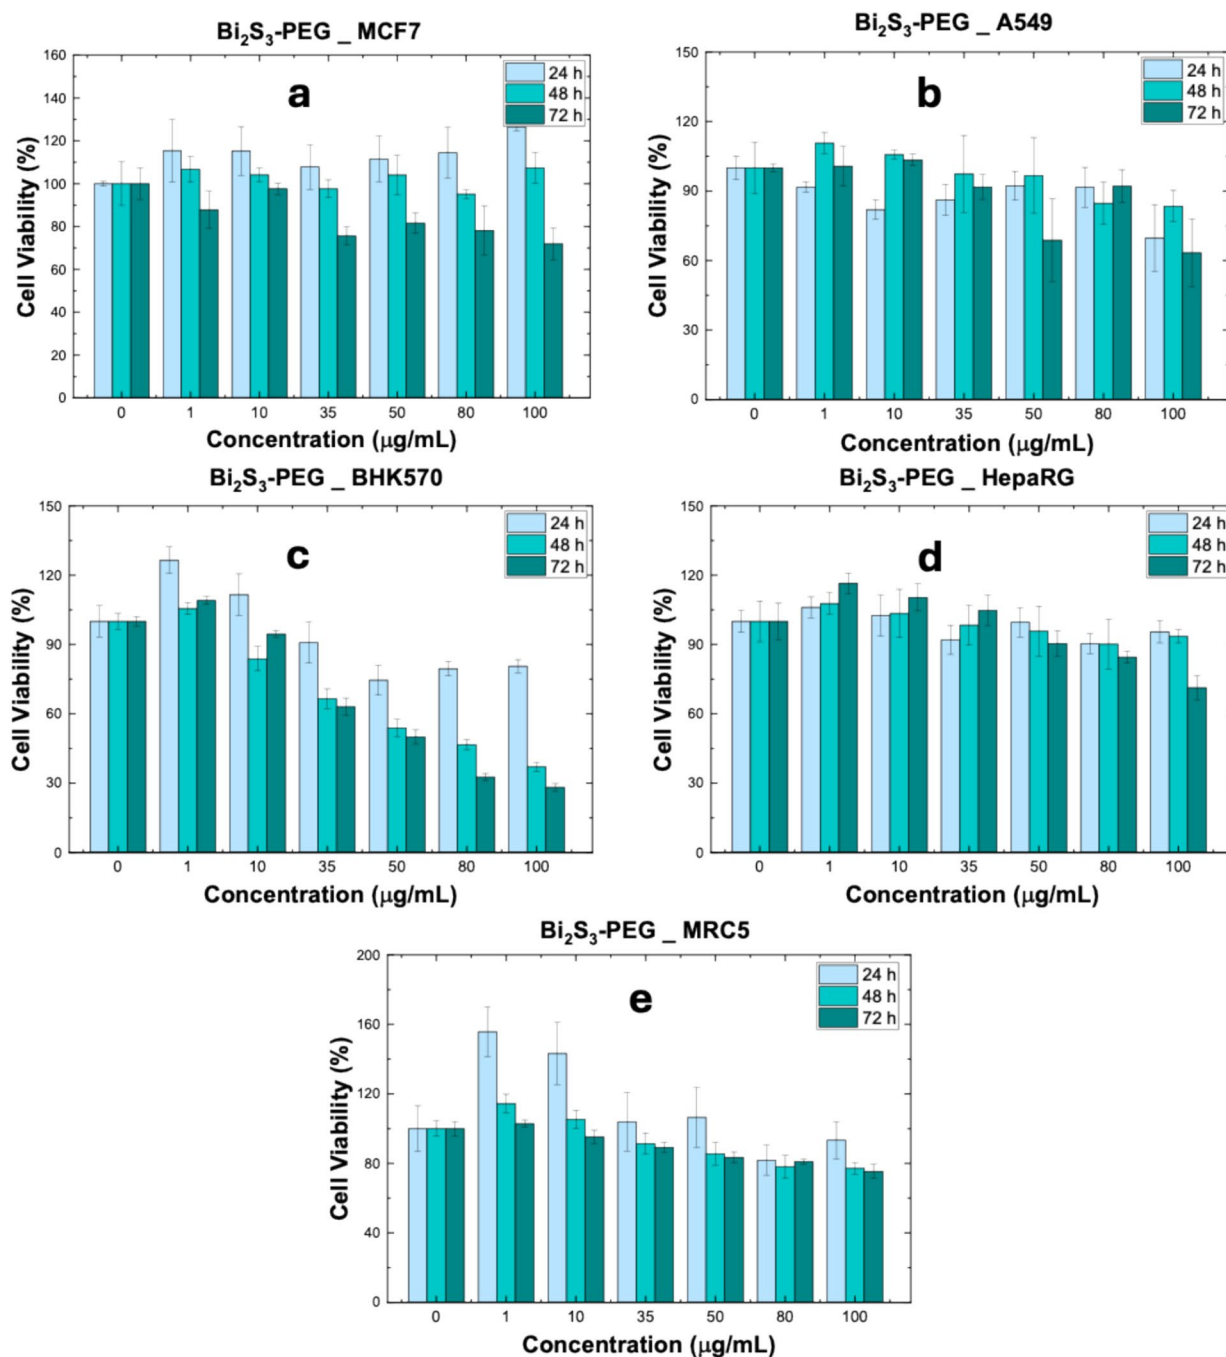 Bi₂S₃-PEG _ MCF7
160
140
120
100
80
60
40
20
0
Cell Viability (%)
a
24 h
48 h
72 h
0 1 10 35 50 80 100
Concentration (μg/mL)
Bi₂S₃-PEG _ A549
150
120
90
60
30
0
Cell Viability (%)
b
24 h
48 h
72 h
0 1 10 35 50 80 100
Concentration (μg/mL)
Bi₂S₃-PEG _ BHK570
150
120
90
60
30
0
Cell Viability (%)
c
24 h
48 h
72 h
0 1 10 35 50 80 100
Concentration (μg/mL)
Bi₂S₃-PEG _ HepaRG
150
120
90
60
30
0
Cell Viability (%)
d
24 h
48 h
72 h
0 1 10 35 50 80 100
Concentration (μg/mL)
Bi₂S₃-PEG _ MRC5
200
160
120
80
40
0
Cell Viability (%)
e
24 h
48 h
72 h
0 1 10 35 50 80 100
Concentration (μg/mL)